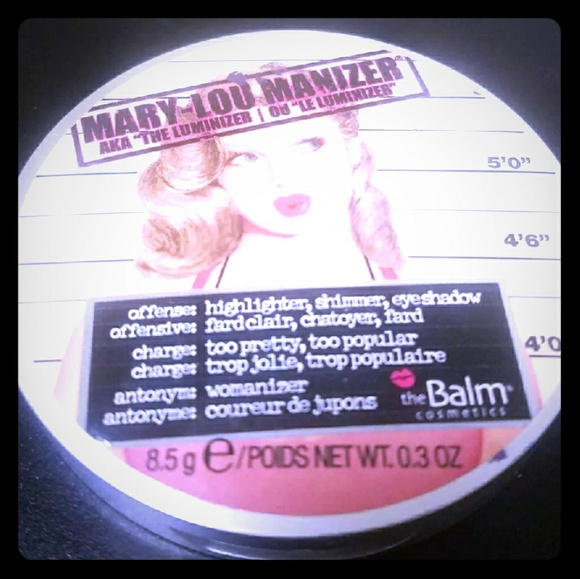 MARY-LOU MANIZER®
AKA "THE LUMINIZER | OU "LE LUMINIZER"
5'0"
4'6"
4'0
offense: highlighter, shimmer, eyeshadow
offensive: fard clair, chatoyer, fard
charge: too pretty, too popular
charge: trop jolie, trop populaire
antonym: womanizer
antonyme: coureur de jupons
theBalm®
cosmetics
8.5 g e/POIDS NET WT. 0.3 OZ